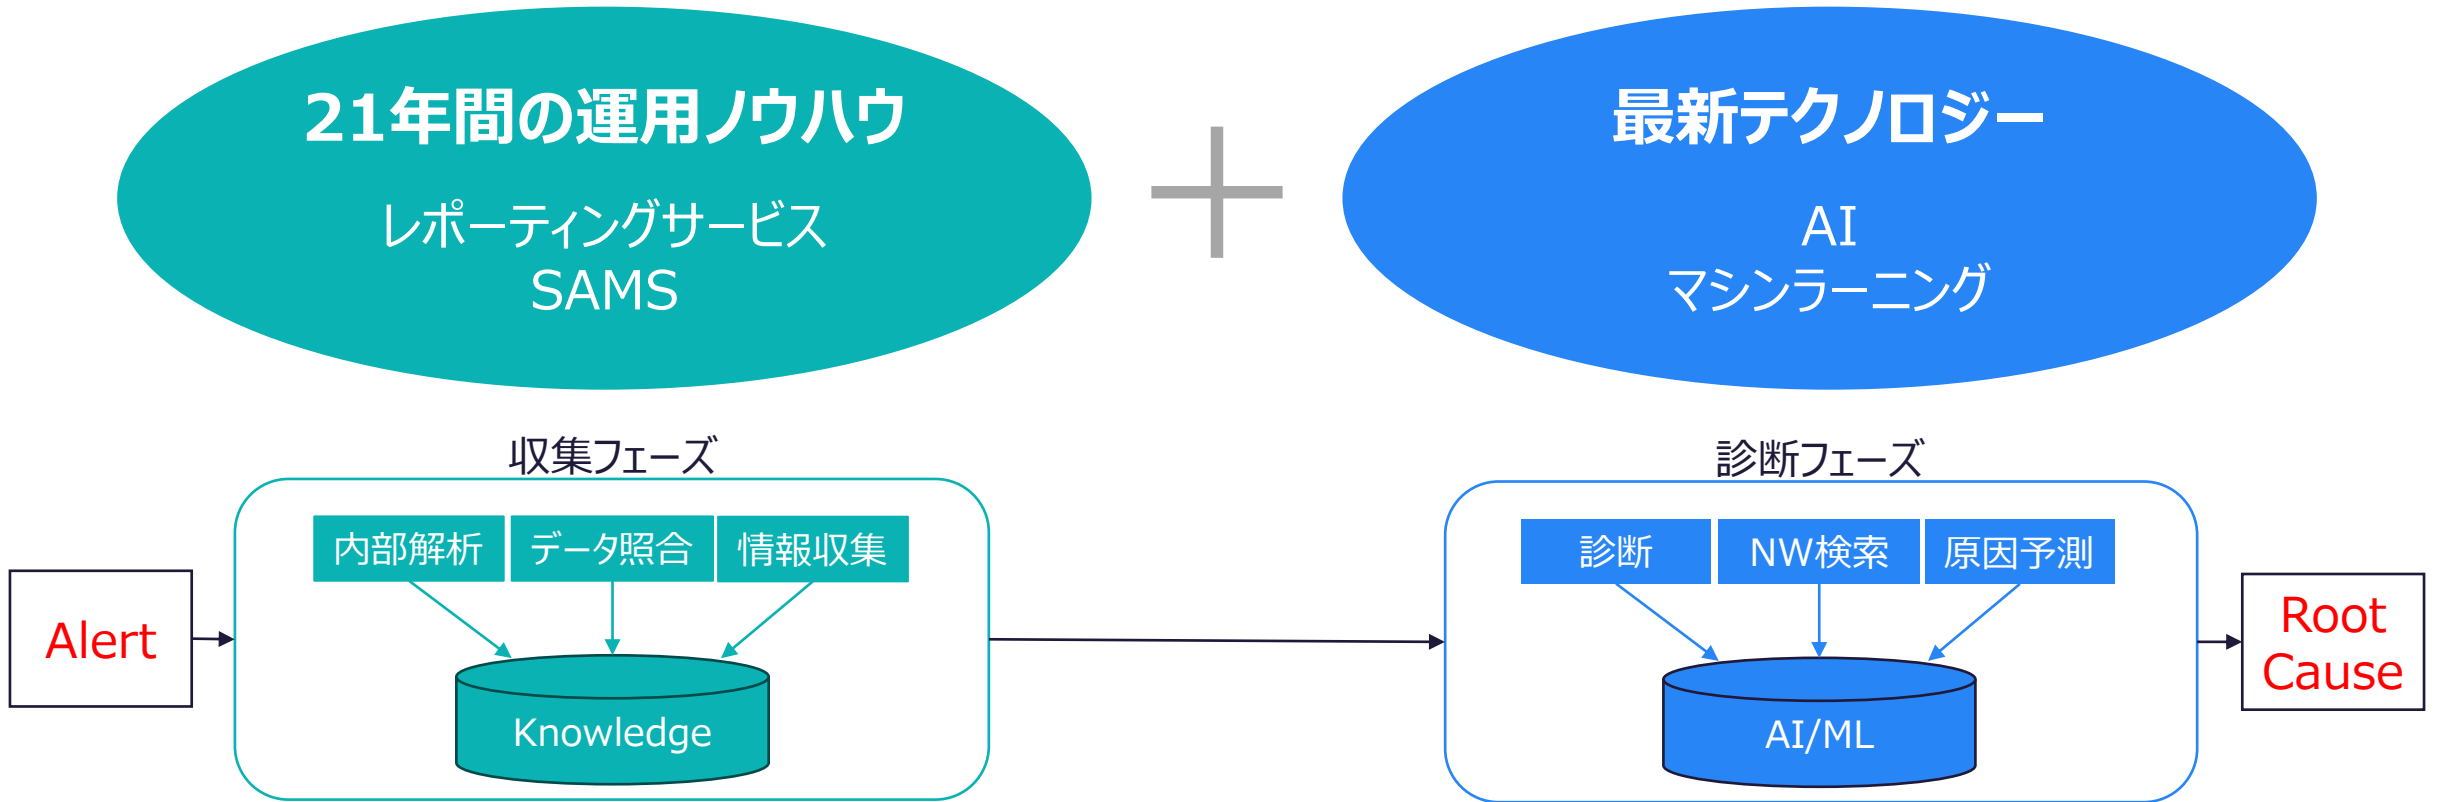 21年間の運用ノウハウ
レポーティングサービス
SAMS
最新テクノロジー
AI
マシンラーニング
収集フェーズ
内部解析
データ照合
情報収集
Knowledge
Alert
診断フェーズ
診断
NW検索
原因予測
AI/ML
Root
Cause